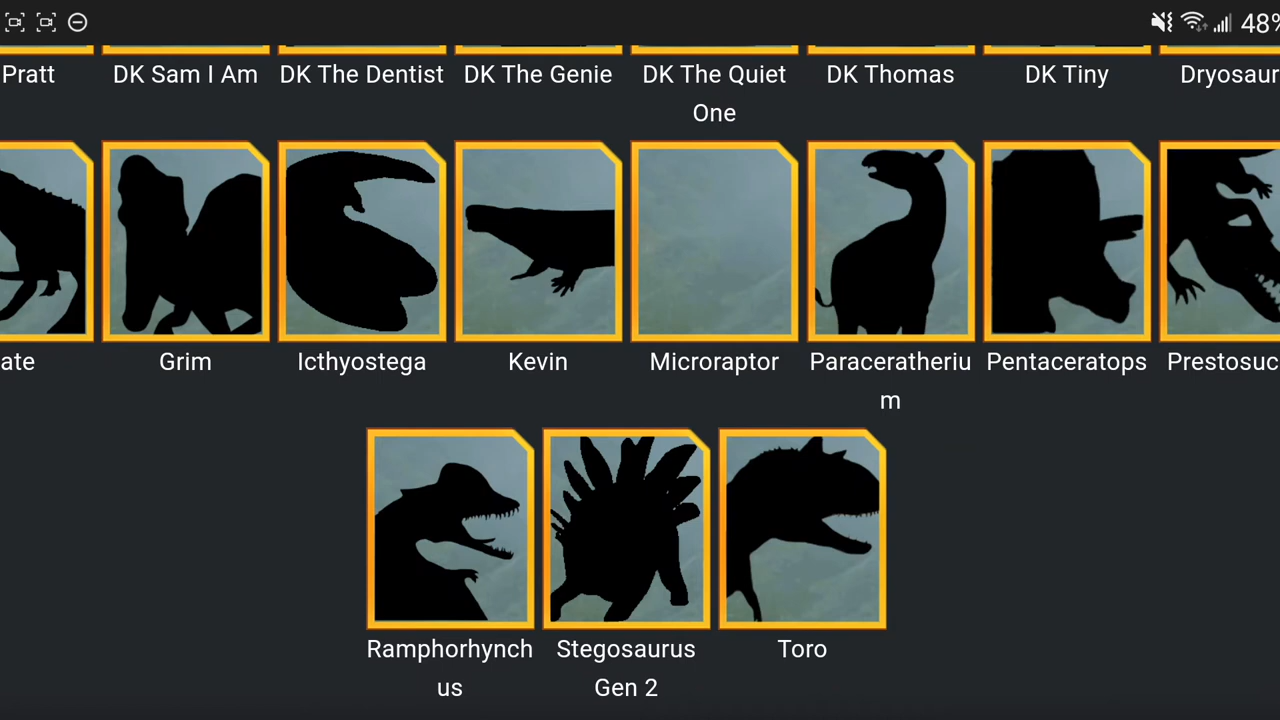 48%
Pratt
DK Sam I Am
DK The Dentist
DK The Genie
DK The Quiet
One
DK Thomas
DK Tiny
Dryosaur
ate
Grim
Icthyostega
Kevin
Microraptor
Paraceratheriu
m
Pentaceratops
Prestosuc
Ramphorhynch
us
Stegosaurus
Gen 2
Toro